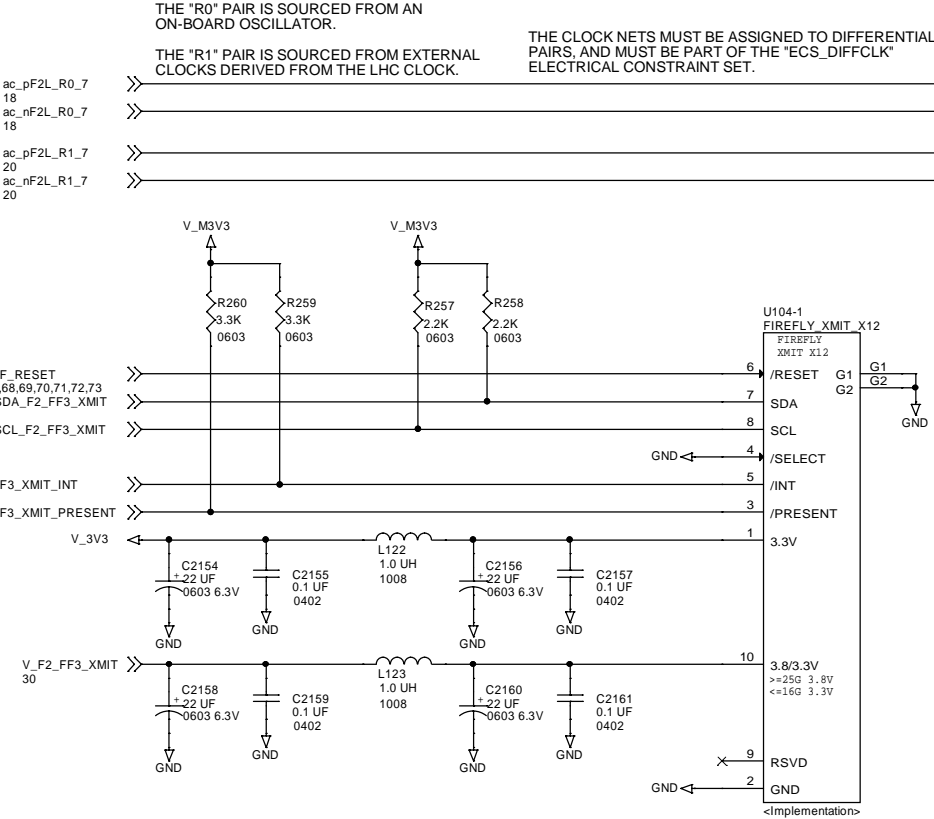 THE "R0" PAIR IS SOURCED FROM AN
ON-BOARD OSCILLATOR.
THE "R1" PAIR IS SOURCED FROM EXTERNAL
CLOCKS DERIVED FROM THE LHC CLOCK.
THE CLOCK NETS MUST BE ASSIGNED TO DIFFERENTIAL
PAIRS, AND MUST BE PART OF THE "ECS_DIFFCLK"
ELECTRICAL CONSTRAINT SET.
ac_pF2L_R0_7
18
ac_nF2L_R0_7
18
ac_pF2L_R1_7
20
ac_nF2L_R1_7
20
V_M3V3
V_M3V3
R260
3.3K
0603
R259
3.3K
0603
R257
2.2K
0603
R258
2.2K
0603
U104-1
FIREFLY_XMIT_X12
FIREFLY
XMIT X12
F_RESET
,68,69,70,71,72,73
SDA_F2_FF3_XMIT
SCL_F2_FF3_XMIT
F3_XMIT_INT
F3_XMIT_PRESENT
6
/RESET
G1
G1
G2
G2
GND
7
SDA
8
SCL
GND
4
/SELECT
5
/INT
3
/PRESENT
V_3V3
1
3.3V
L122
1.0 UH
1008
C2154
+
22 UF
0603 6.3V
C2155
0.1 UF
0402
C2156
+
22 UF
0603 6.3V
C2157
0.1 UF
0402
GND
GND
GND
GND
V_F2_FF3_XMIT
30
10
3.8/3.3V
>=25G 3.8V
<=16G 3.3V
L123
1.0 UH
1008
C2158
+
22 UF
0603 6.3V
C2159
0.1 UF
0402
C2160
+
22 UF
0603 6.3V
C2161
0.1 UF
0402
GND
GND
GND
GND
9
RSVD
GND
2
GND
<Implementation>